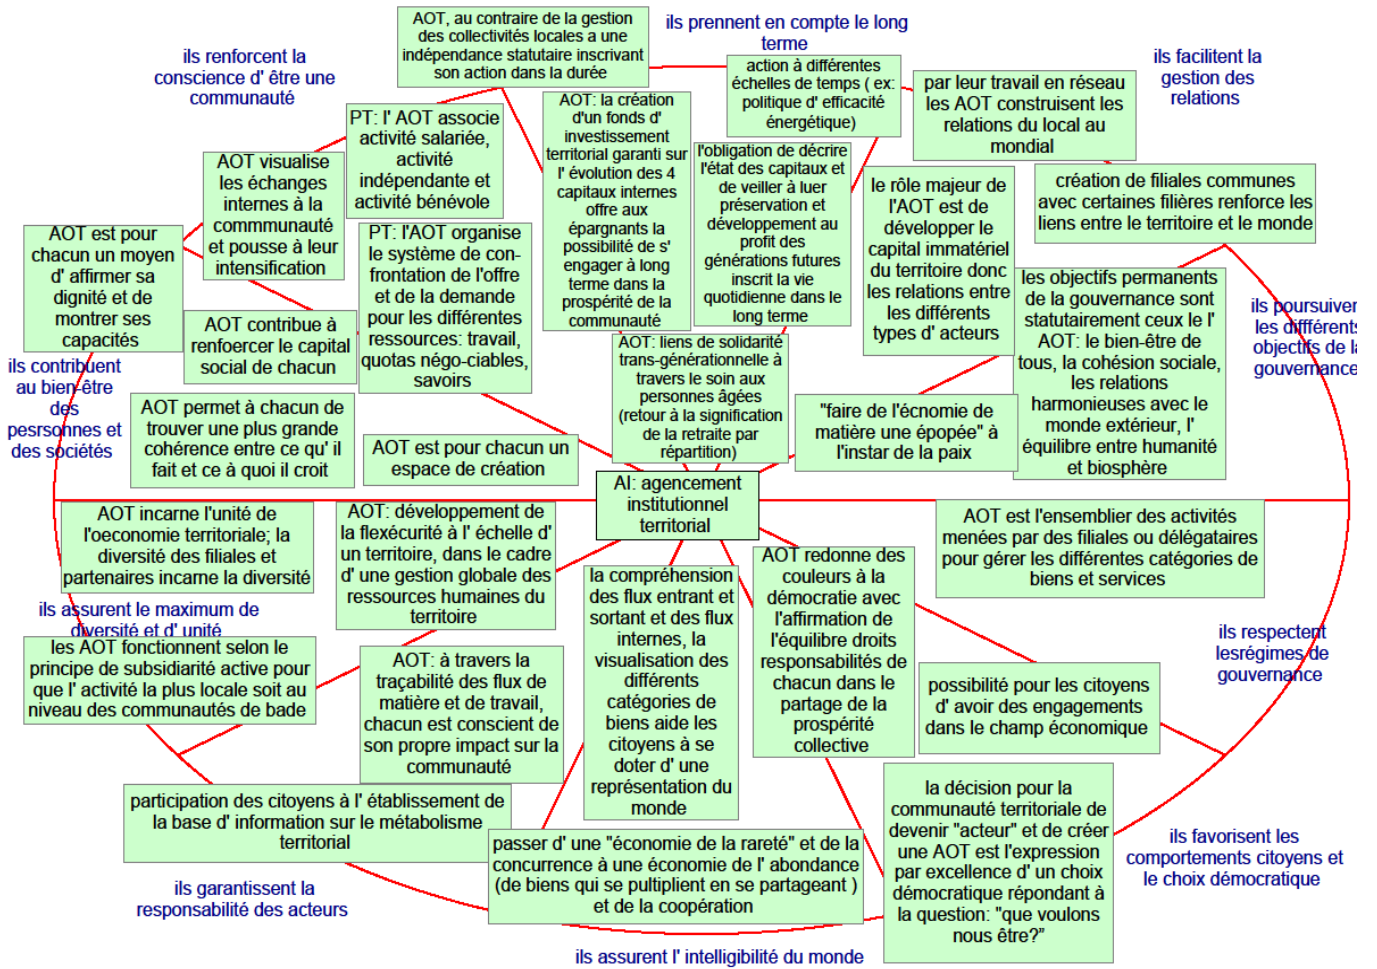 AOT, au contraire de la gestion
des collectivités locales a une
indépendance statutaire inscrivant
son action dans la durée
ils prennent en compte le long
terme
ils renforcent la
conscience d' être une
communauté
action à différentes
échelles de temps ( ex:
politique d' efficacité
énergétique)
ils facilitent la
gestion des
relations
par leur travail en réseau
les AOT construisent les
relations du local au
mondial
PT: l' AOT associe
activité salariée,
activité
indépendante et
activité bénévole
AOT: la création
d'un fonds d'
investissement
territorial garanti sur
l' évolution des 4
capitaux internes
offre aux
épargnants la
possibilité de s'
engager à long
terme dans la
prospérité de la
communauté
l'obligation de décrire
l'état des capitaux et
de veiller à luer
préservation et
développement au
profit des
générations futures
inscrit la vie
quotidienne dans le
long terme
AOT visualise
les échanges
internes à la
commmunauté
et pousse à leur
intensification
le rôle majeur de
l'AOT est de
développer le
capital immatériel
du territoire donc
les relations entre
les différents
types d' acteurs
création de filiales communes
avec certaines filières renforce les
liens entre le territoire et le monde
AOT est pour
chacun un moyen
d' affirmer sa
dignité et de
montrer ses
capacités
PT: l'AOT organise
le système de con-
frontation de l'offre
et de la demande
pour les différentes
ressources: travail,
quotas négo-ciables,
savoirs
les objectifs permanents
de la gouvernance sont
statutairement ceux le l'
AOT: le bien-être de
tous, la cohésion sociale,
les relations
harmonieuses avec le
monde extérieur, l'
équilibre entre humanité
et biosphère
ils poursuiver
les diffférents
objectifs de la
gouvernance
AOT contribue à
renfoercer le capital
social de chacun
AOT: liens de solidarité
trans-générationnelle à
travers le soin aux
personnes âgées
(retour à la signification
de la retraite par
répartition)
ils contribuent
au bien-être
des
pesrsonnes et
des sociétés
AOT permet à chacun de
trouver une plus grande
cohérence entre ce qu' il
fait et ce à quoi il croit
AOT est pour chacun un
espace de création
"faire de l'écnomie de
matière une épopée" à
l'instar de la paix
AI: agencement
institutionnel
territorial
AOT incarne l'unité de
l'oeconomie territoriale; la
diversité des filiales et
partenaires incarne la diversité
AOT: développement de
la flexécurité à l' échelle d'
un territoire, dans le cadre
d' une gestion globale des
ressources humaines du
territoire
AOT est l'ensemblier des activités
menées par des filiales ou délégataires
pour gérer les différentes catégories de
biens et services
la compréhension
des flux entrant et
sortant et des flux
internes, la
visualisation des
différents
catégories de
biens aide les
citoyens à se
doter d' une
représentation du
monde
AOT redonne des
couleurs à la
démocratie avec
l'affirmation de
l'équilibre droits
responsabilités de
chacun dans le
partage de la
prospérité
collective
ils assurent le maximum de
diversité et d' unité
les AOT fonctionnent selon le
principe de subsidiarité active pour
que l' activité la plus locale soit au
niveau des communautés de bade
AOT: à travers la
traçabilité des flux de
matière et de travail,
chacun est conscient de
son propre impact sur la
communauté
ils respectent
lesrégimes de
gouvernance
possibilité pour les citoyens
d' avoir des engagements
dans le champ économique
participation des citoyens à l' établissement de
la base d' information sur le métabolisme
territorial
la décision pour la
communauté territoriale de
devenir "acteur" et de créer
une AOT est l'expression
par excellence d' un choix
démocratique répondant à
la question: "que voulons
nous être?"
passer d' une "économie de la rareté" et de la
concurrence à une économie de l' abondance
(de biens qui se pultiplient en se partageant )
et de la coopération
ils favorisent les
comportements citoyens et
le choix démocratique
ils garantissent la
responsabilité des acteurs
ils assurent l' intelligibilité du monde